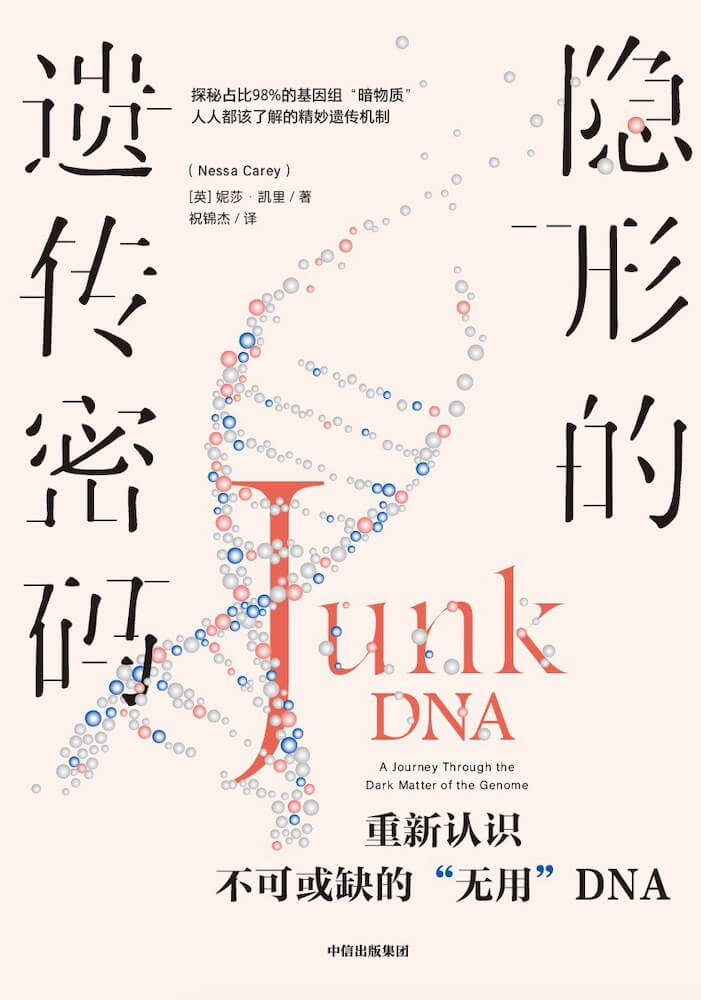 隐形的
遗传密码
探秘占比98%的基因组“暗物质”
人人都该了解的精妙遗传机制
( Nessa Carey )
[英] 妮莎 · 凯里 / 著
祝锦杰 / 译
Junk
DNA
A Journey Through the
Dark Matter of the Genome
重新认识
不可或缺的“无用”DNA
中信出版集团